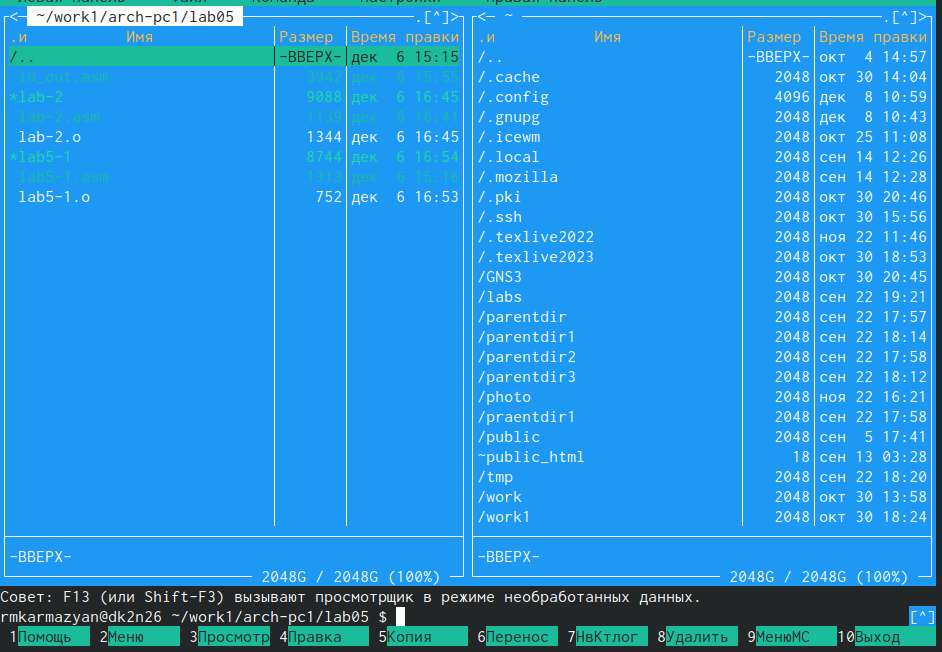 Левая панель Файл Команда Настройки Правая панель
<─ ~/work1/arch-pc1/lab05 ─.[^]>
.и Имя Размер Время правки
/.. -ВВЕРХ- дек 6 15:15
in_out.asm 3942 дек 6 16:55
*lab-2 9088 дек 6 16:45
lab-2.asm 1139 дек 6 16:41
lab-2.o 1344 дек 6 16:45
*lab5-1 8744 дек 6 16:54
lab5-1.asm 1313 дек 6 15:16
lab5-1.o 752 дек 6 16:53
-ВВЕРХ-
2048G / 2048G (100%)
<─ ~ ─.[^]>
.и Имя Размер Время правки
/.. -ВВЕРХ- окт 4 14:57
/.cache 2048 окт 30 14:04
/.config 4096 дек 8 10:59
/.gnupg 2048 дек 8 10:43
/.icewm 2048 окт 25 11:08
/.local 2048 сен 14 12:26
/.mozilla 2048 сен 14 12:28
/.pki 2048 окт 30 20:46
/.ssh 2048 окт 30 15:56
/.texlive2022 2048 ноя 22 11:46
/.texlive2023 2048 окт 30 18:53
/GNS3 2048 окт 30 20:45
/labs 2048 сен 22 19:21
/parentdir 2048 сен 22 17:57
/parentdir1 2048 сен 22 18:14
/parentdir2 2048 сен 22 17:58
/parentdir3 2048 сен 22 18:12
/photo 2048 ноя 22 16:21
/praentdir1 2048 сен 22 17:58
/public 2048 сен 5 17:41
~public_html 18 сен 13 03:28
/tmp 2048 сен 22 18:20
/work 2048 окт 30 13:58
/work1 2048 окт 30 18:24
-ВВЕРХ-
2048G / 2048G (100%)
Совет: F13 (или Shift-F3) вызывают просмотрщик в режиме необработанных данных.
rmkarmazyan@dk2n26 ~/work1/arch-pc1/lab05 $ [^]
1Помощь 2Меню 3Просмотр 4Правка 5Копия 6Перенос 7НвКтлог 8Удалить 9МенюМС 10Выход